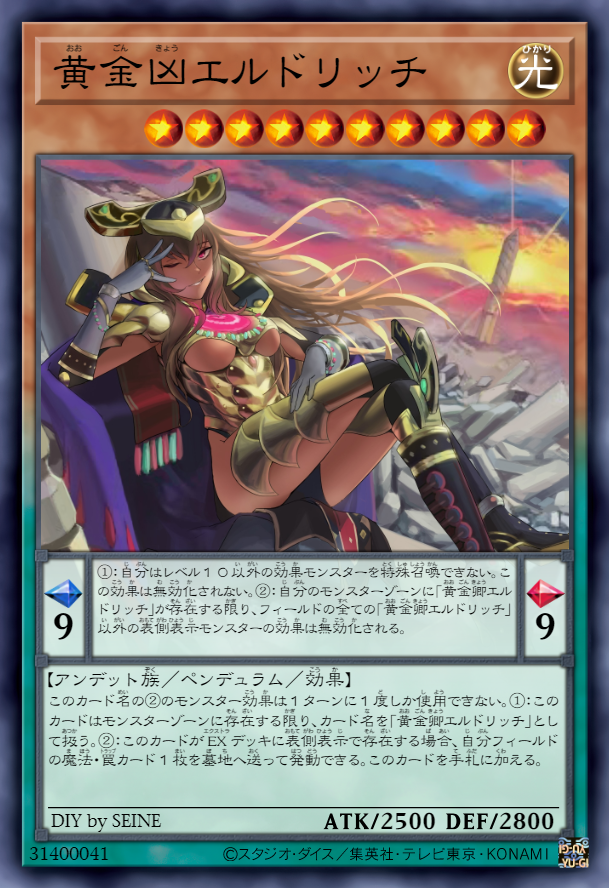 黄金凶エルドリッチ
光
①：自分はレベル１０以外の効果モンスターを特殊召喚できない。こ
の効果は無効化されない。②：自分のモンスターゾーンに「黄金卿エルド
リッチ」が存在する限り、フィールドの全ての「黄金卿エルドリッチ」
以外の表側表示モンスターの効果は無効化される。
9
9
【アンデット族／ペンデュラム／効果】
このカード名の②のモンスター効果は１ターンに１度しか使用できない。①：この
カードはモンスターゾーンに存在する限り、カード名を「黄金卿エルドリッチ」とし
て扱う。②：このカードがEXデッキに表側表示で存在する場合、自分フィールド
の魔法・罠カード１枚を墓地へ送って発動できる。このカードを手札に加える。
DIY by SEINE
ATK/2500 DEF/2800
31400041
©スタジオ・ダイス／集英社・テレビ東京・KONAMI